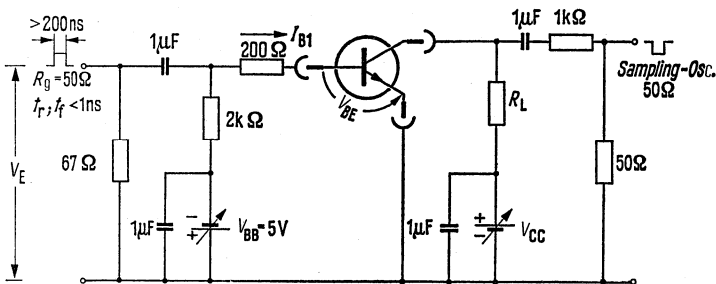 >200ns
R_g=50Ω
t_r; t_f <1ns
V_E
67 Ω
1µF
2k Ω
1µF
-
+
V_BB=5V
I_B1
200 Ω
V_BE
1µF
1kΩ
R_L
1µF
+
-
V_CC
50Ω
Sampling-Osc.
50Ω